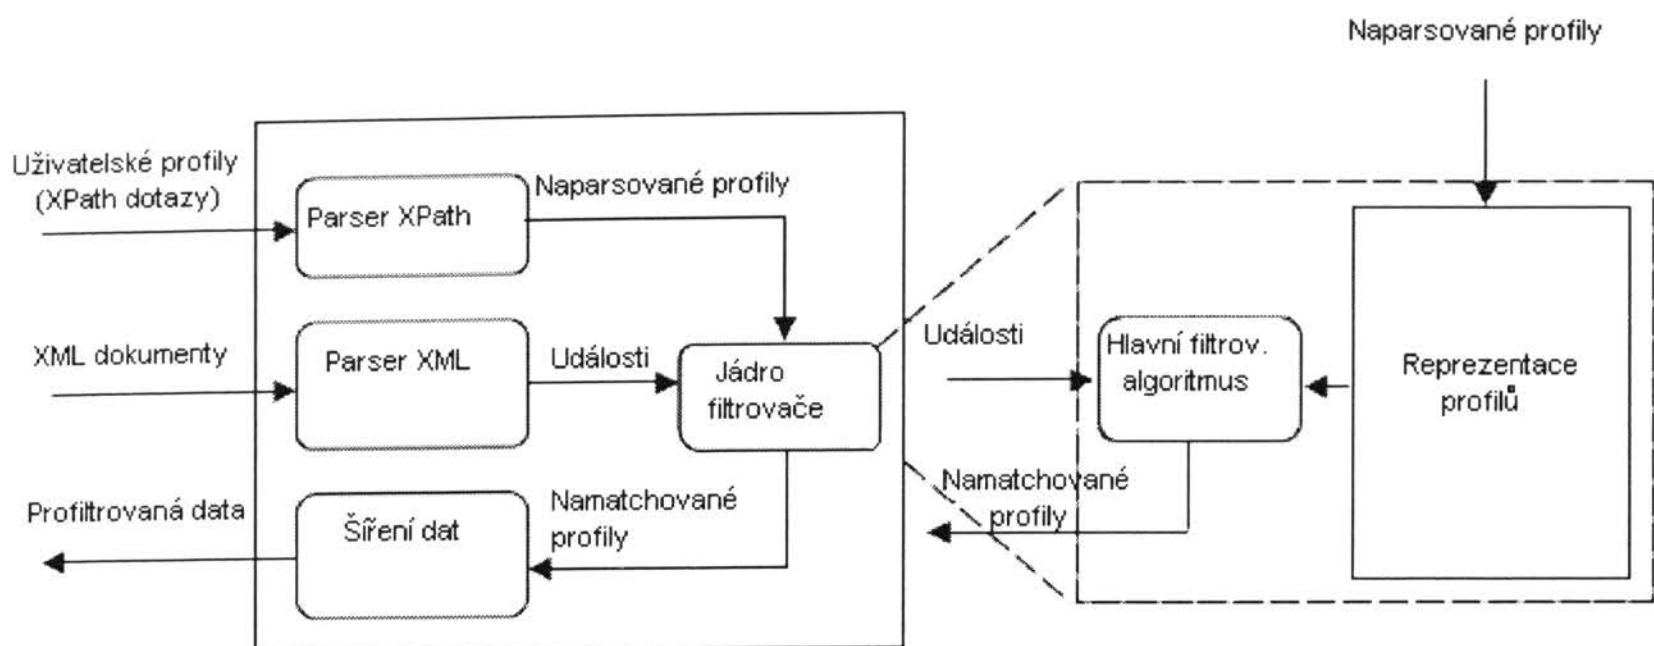 Naparsované profily
Uživatelské profily
(XPath dotazy)
Parser XPath
Naparsované profily
XML dokumenty
Parser XML
Události
Jádro
filtrovače
Profiltrovaná data
Šíření dat
Namatchované
profily
Události
Hlavní filtrov.
algoritmus
Reprezentace
profilů
Namatchované
profily